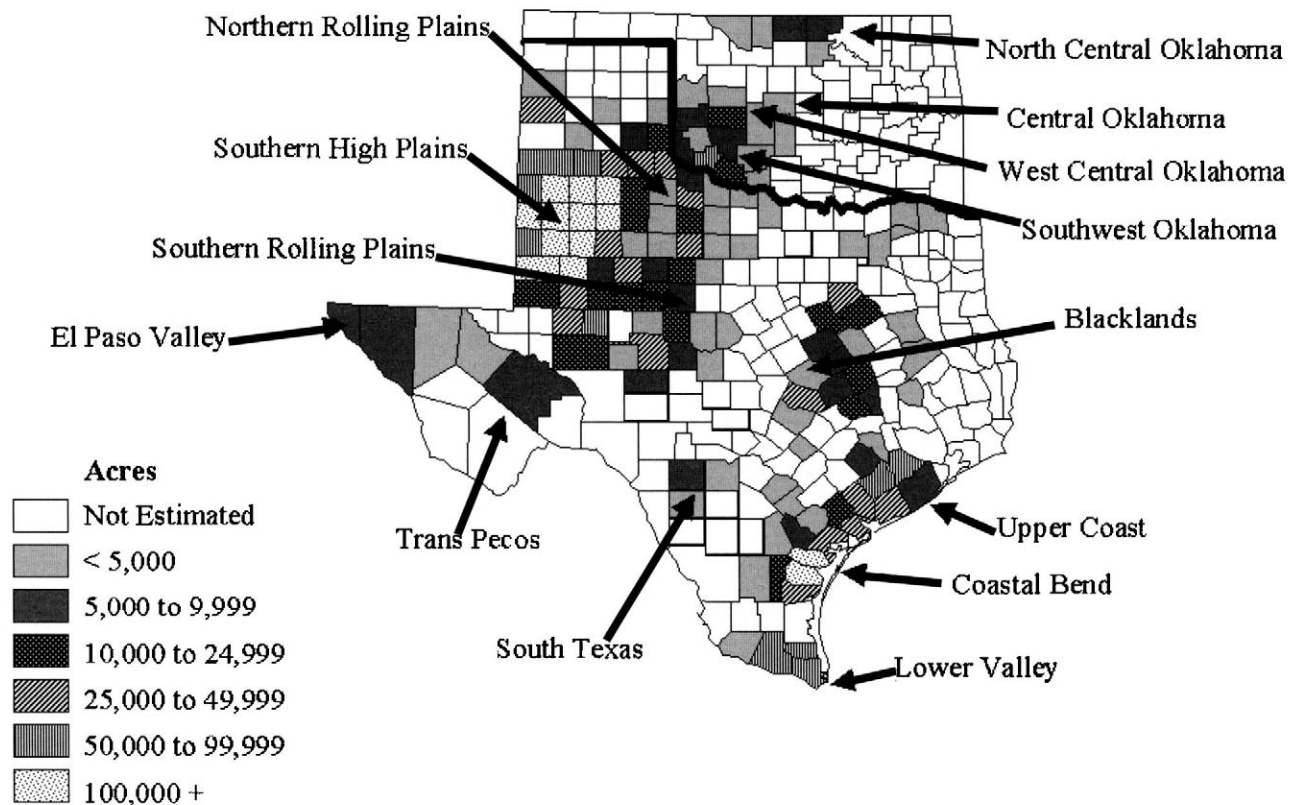 Northern Rolling Plains
North Central Oklahoma
Central Oklahoma
Southern High Plains
West Central Oklahoma
Southwest Oklahoma
Southern Rolling Plains
El Paso Valley
Blacklands
Acres
Not Estimated
< 5,000
5,000 to 9,999
10,000 to 24,999
25,000 to 49,999
50,000 to 99,999
100,000 +
Trans Pecos
Upper Coast
Coastal Bend
South Texas
Lower Valley